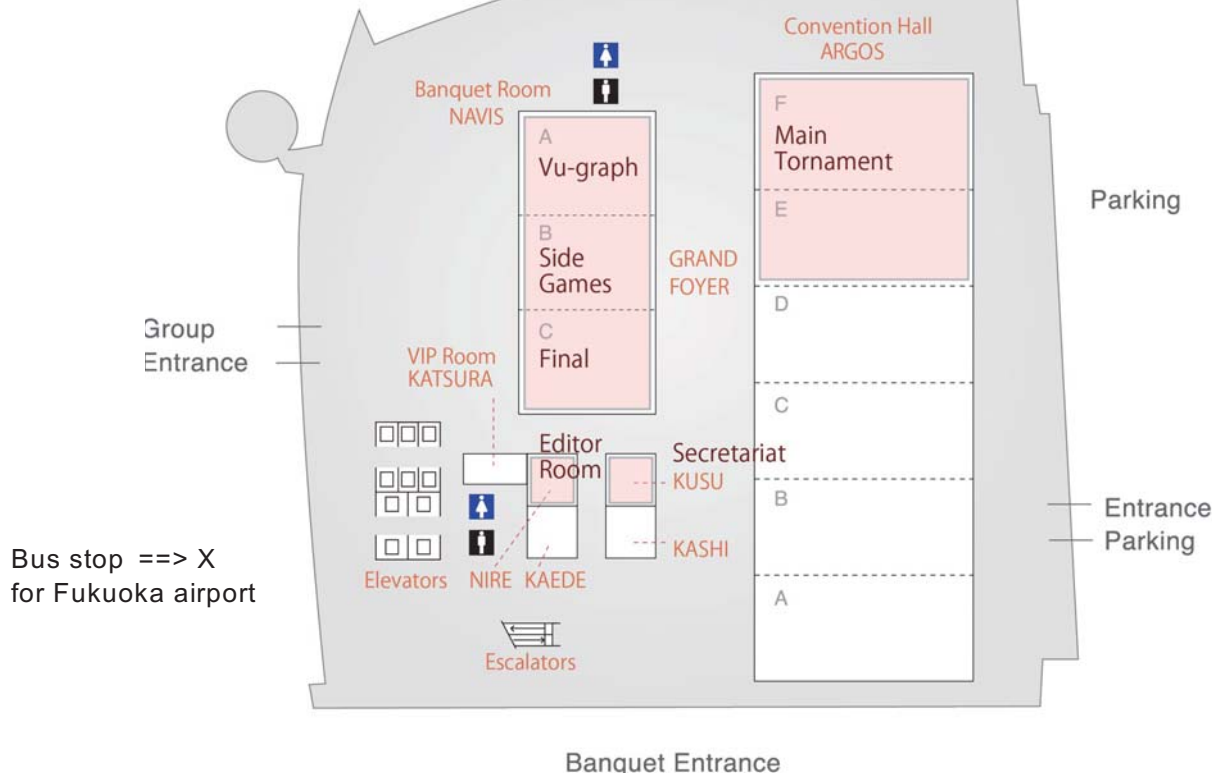 Convention Hall
ARGOS
Banquet Room
NAVIS
A
Vu-graph
B
Side
Games
C
Final
GRAND
FOYER
F
Main
Tornament
E
D
C
B
A
Parking
Group
Entrance
VIP Room
KATSURA
Editor
Room
Secretariat
KUSU
KASHI
Elevators
NIRE
KAEDE
Escalators
Entrance
Parking
Bus stop ==> X
for Fukuoka airport
Banquet Entrance